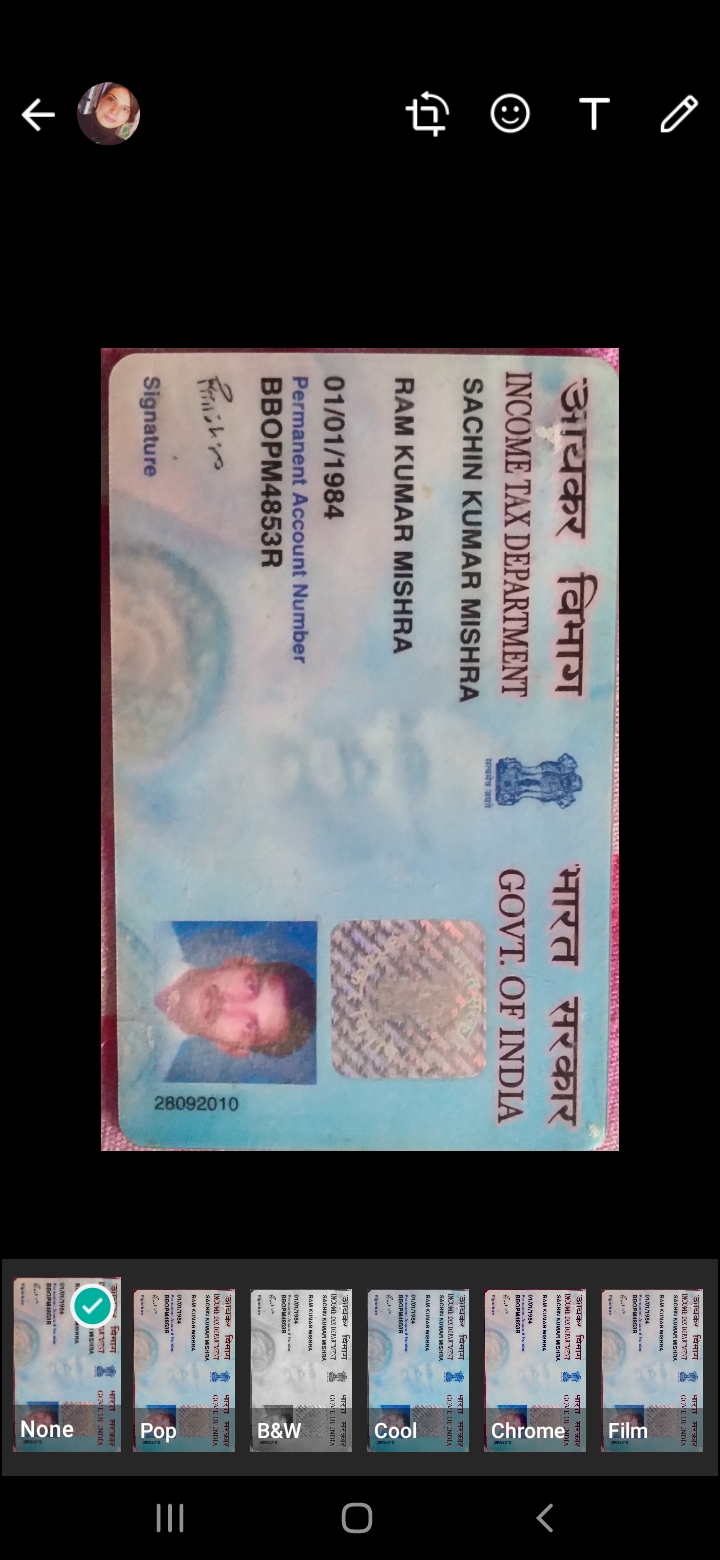 आयकर विभाग
भारत सरकार
INCOME TAX DEPARTMENT
GOVT. OF INDIA
सत्यमेव जयते
SACHIN KUMAR MISHRA
RAM KUMAR MISHRA
01/01/1984
Permanent Account Number
BBOPM4853R
Signature
28092010
None
Pop
B&W
Cool
Chrome
Film